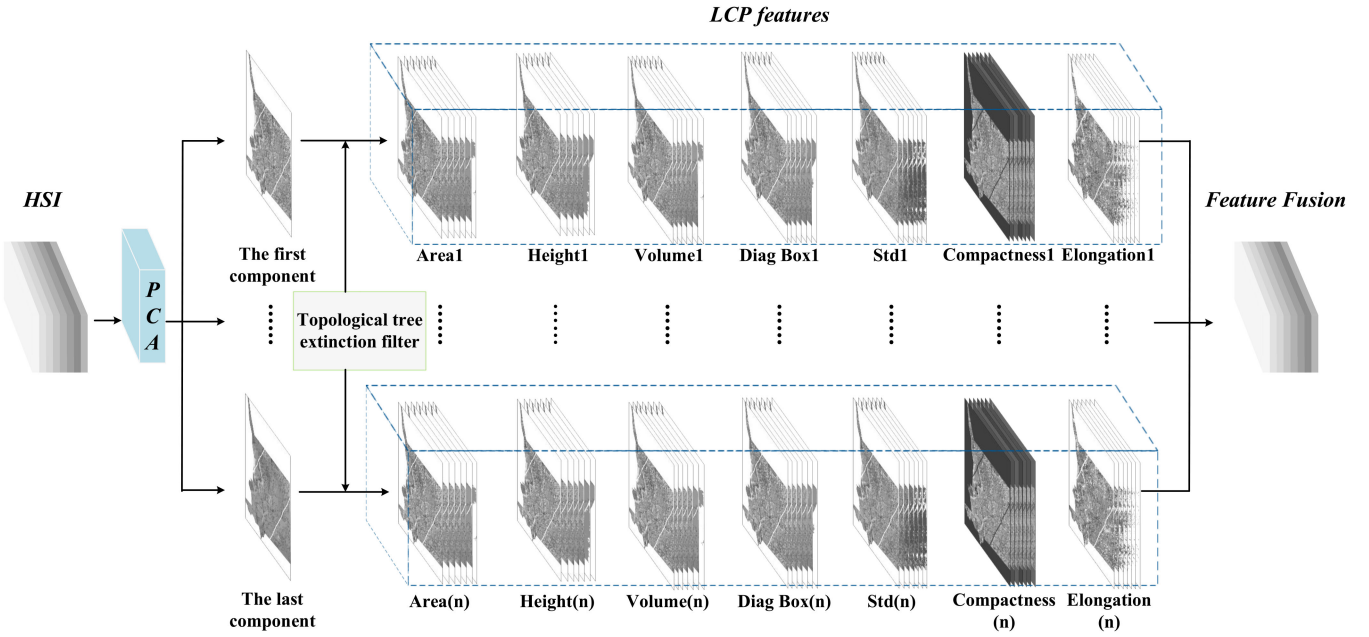 LCP features
HSI
P
C
A
The first
component
Area1
Height1
Volume1
Diag Box1
Std1
Compactness1
Elongation1
Feature Fusion
Topological tree
extinction filter
The last
component
Area(n)
Height(n)
Volume(n)
Diag Box(n)
Std(n)
Compactness
(n)
Elongation
(n)